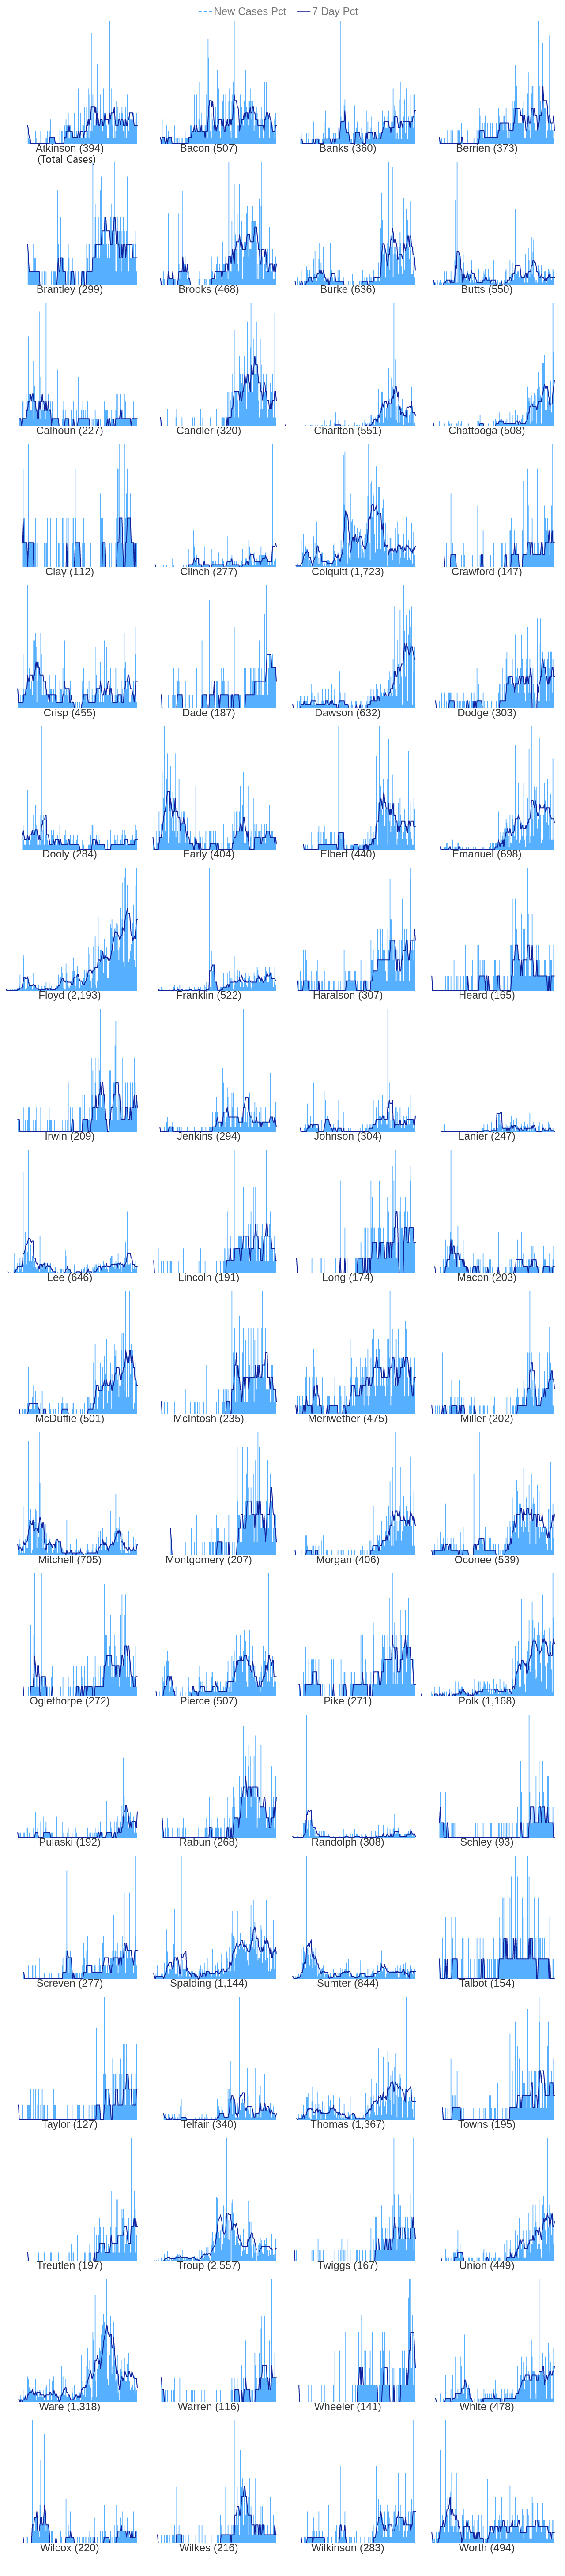 New Cases Pct 7 Day Pct
Atkinson (394) Bacon (507) Banks (360) Berrien (373)
(Total Cases)
Brantley (299) Brooks (468) Burke (636) Butts (550)
Calhoun (227) Candler (320) Charlton (551) Chattooga (508)
Clay (112) Clinch (277) Colquitt (1,723) Crawford (147)
Crisp (455) Dade (187) Dawson (632) Dodge (303)
Dooly (284) Early (404) Elbert (440) Emanuel (698)
Floyd (2,193) Franklin (522) Haralson (307) Heard (165)
Irwin (209) Jenkins (294) Johnson (304) Lanier (247)
Lee (646) Lincoln (191) Long (174) Macon (203)
McDuffie (501) McIntosh (235) Meriwether (475) Miller (202)
Mitchell (705) Montgomery (207) Morgan (406) Oconee (539)
Oglethorpe (272) Pierce (507) Pike (271) Polk (1,168)
Pulaski (192) Rabun (268) Randolph (308) Schley (93)
Screven (277) Spalding (1,144) Sumter (844) Talbot (154)
Taylor (127) Telfair (340) Thomas (1,367) Towns (195)
Treutlen (197) Troup (2,557) Twiggs (167) Union (449)
Ware (1,318) Warren (116) Wheeler (141) White (478)
Wilcox (220) Wilkes (216) Wilkinson (283) Worth (494)